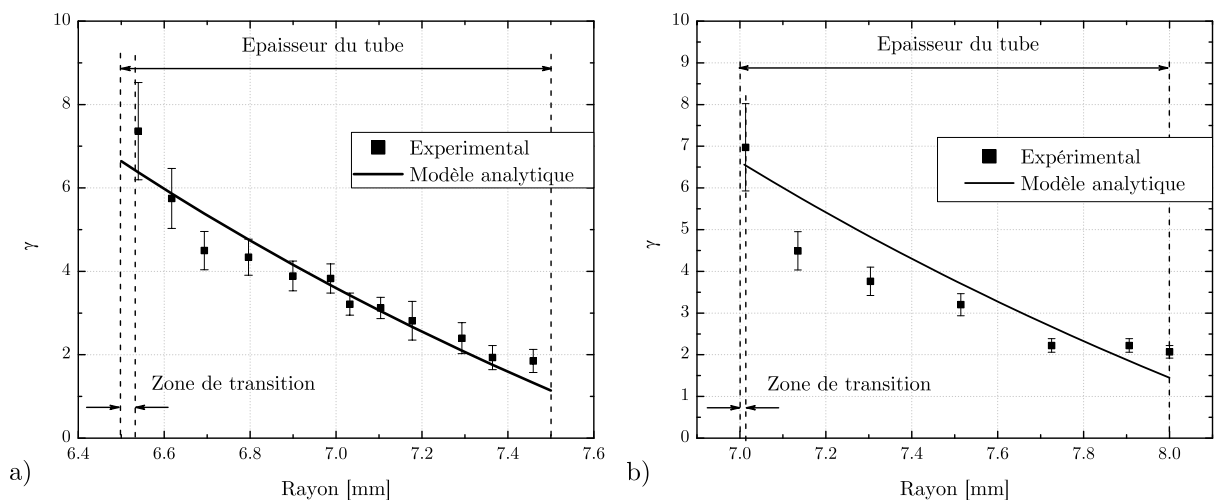 10
8
6
4
2
0
γ
6.4 6.6 6.8 7.0 7.2 7.4 7.6
Rayon [mm]
Epaisseur du tube
Experimental
Modèle analytique
Zone de transition
a)
10
9
8
7
6
5
4
3
2
1
0
γ
7.0 7.2 7.4 7.6 7.8 8.0
Rayon [mm]
Epaisseur du tube
Expérimental
Modèle analytique
Zone de transition
b)